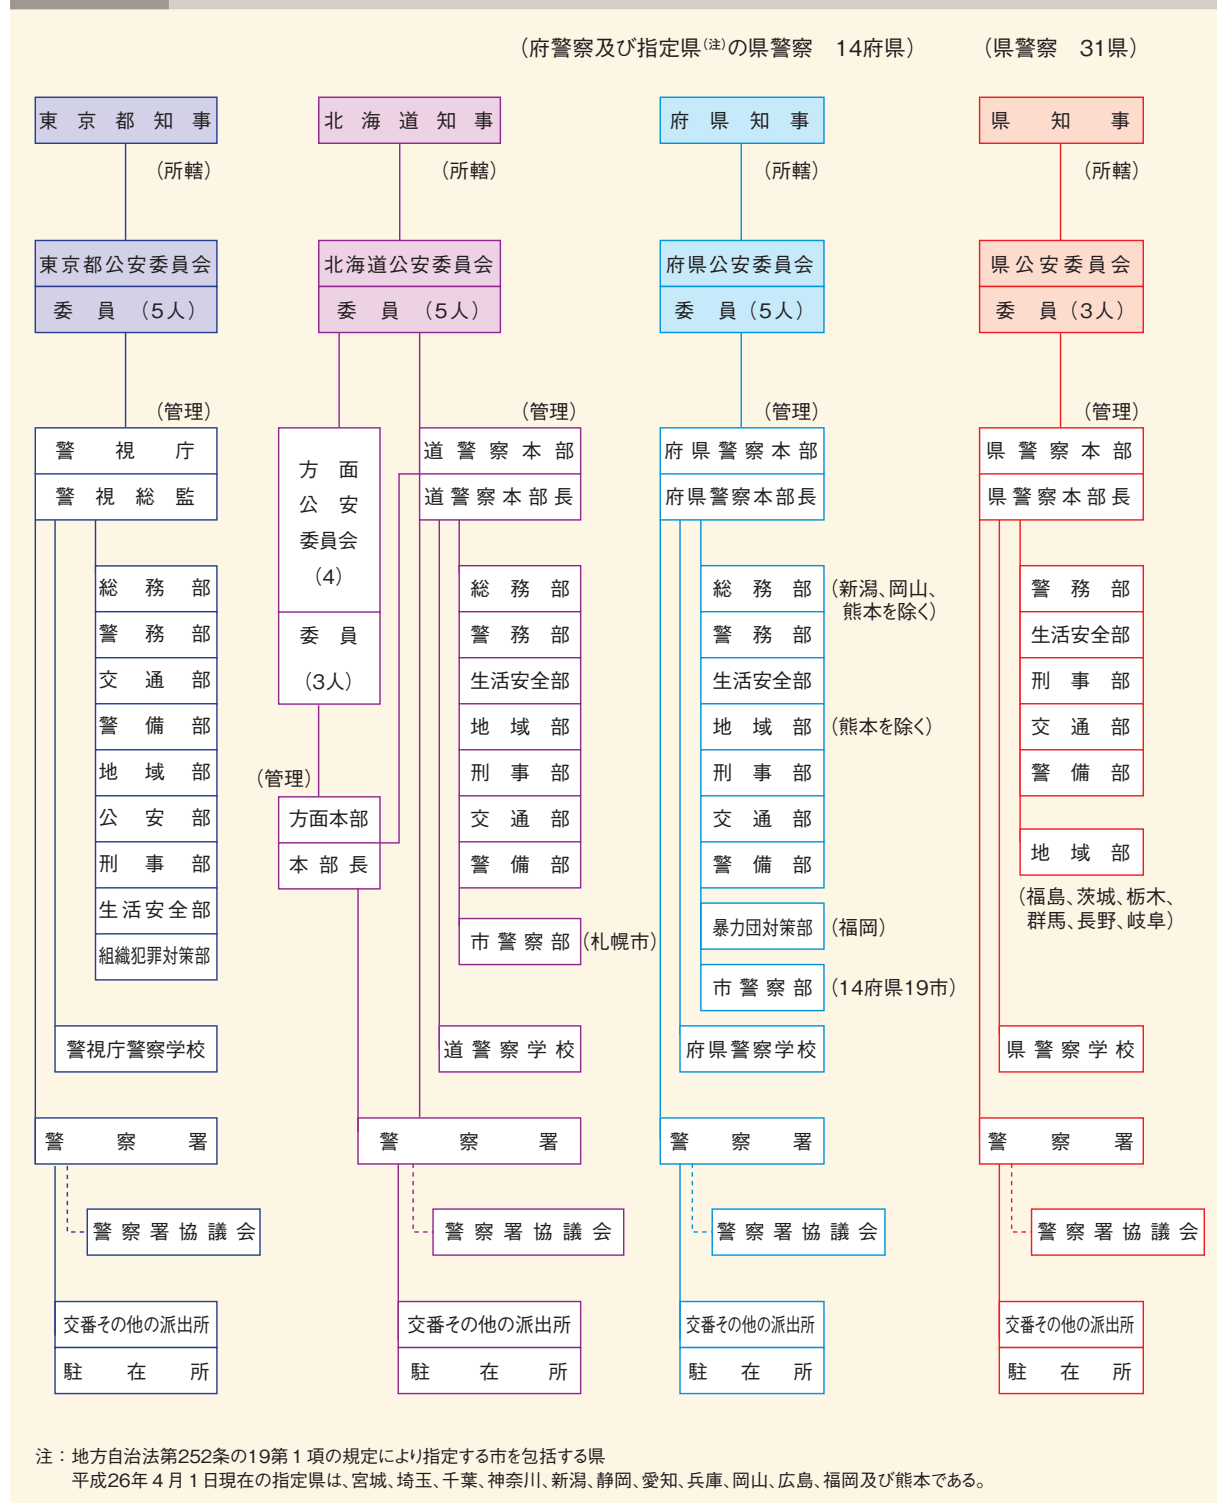 （府警察及び指定県(注)の県警察　14府県）
（県警察　31県）
東京都知事
（所轄）
東京都公安委員会
委員（5人）
（管理）
警視庁
警視総監
総務部
警務部
交通部
警備部
地域部
公安部
刑事部
生活安全部
組織犯罪対策部
警視庁警察学校
警察署
警察署協議会
交番その他の派出所
駐在所
北海道知事
（所轄）
北海道公安委員会
委員（5人）
方面
公安
委員会
（4）
委員
（3人）
（管理）
方面本部
本部長
（管理）
道警察本部
道警察本部長
総務部
警務部
生活安全部
地域部
刑事部
交通部
警備部
市警察部（札幌市）
道警察学校
警察署
警察署協議会
交番その他の派出所
駐在所
府県知事
（所轄）
府県公安委員会
委員（5人）
（管理）
府県警察本部
府県警察本部長
総務部（新潟、岡山、
熊本を除く）
警務部
生活安全部
地域部（熊本を除く）
刑事部
交通部
警備部
暴力団対策部（福岡）
市警察部（14府県19市）
府県警察学校
警察署
警察署協議会
交番その他の派出所
駐在所
県知事
（所轄）
県公安委員会
委員（3人）
（管理）
県警察本部
県警察本部長
警務部
生活安全部
刑事部
交通部
警備部
地域部
（福島、茨城、栃木、
群馬、長野、岐阜）
県警察学校
警察署
警察署協議会
交番その他の派出所
駐在所
注：地方自治法第252条の19第1項の規定により指定する市を包括する県
平成26年4月1日現在の指定県は、宮城、埼玉、千葉、神奈川、新潟、静岡、愛知、兵庫、岡山、広島、福岡及び熊本である。